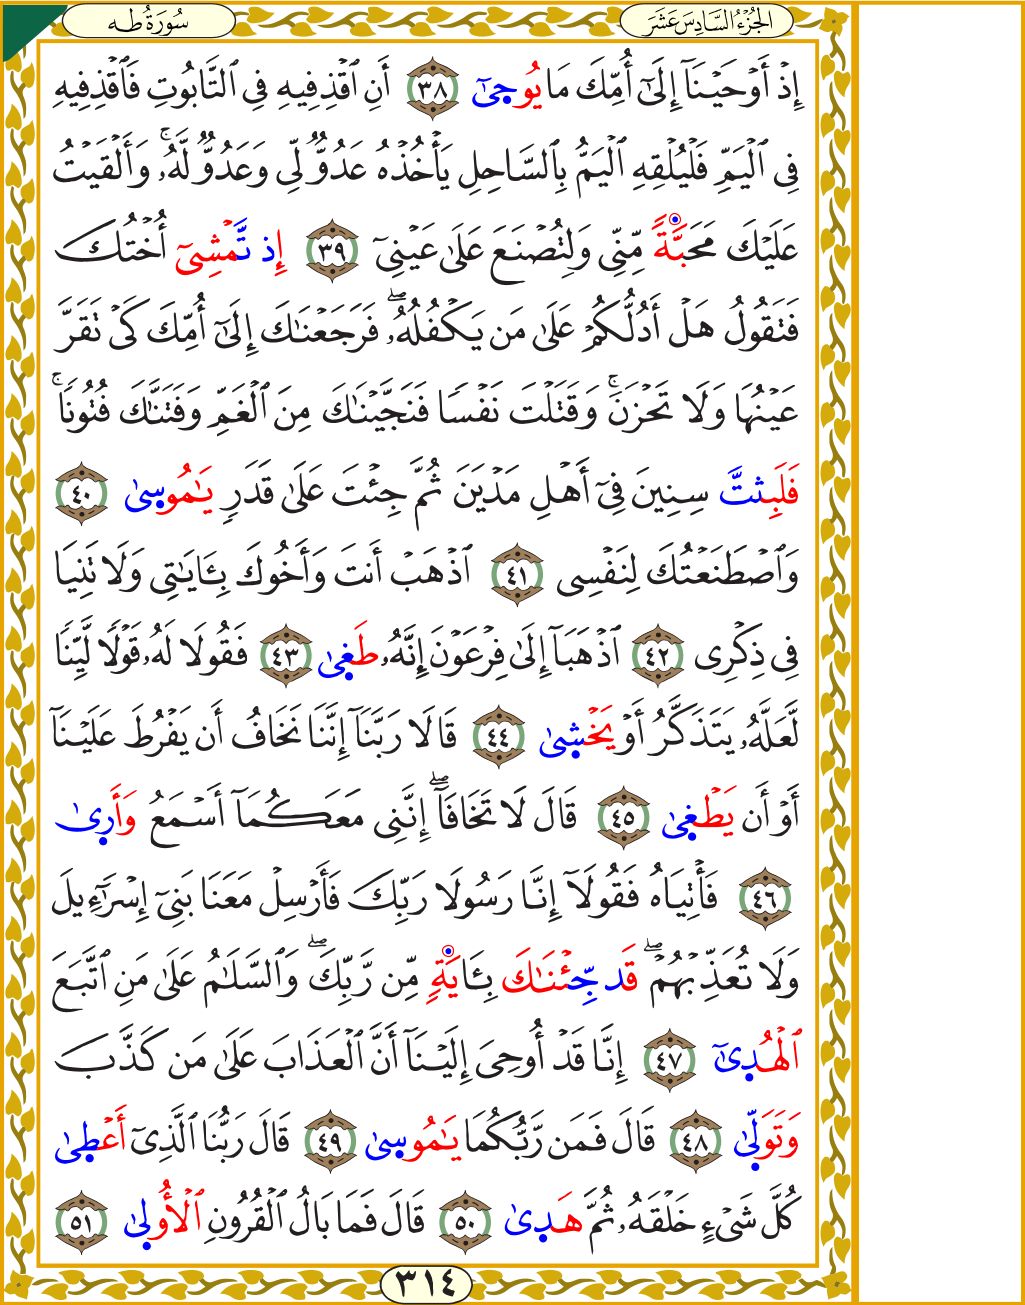 سُورَةُ طه
الجُزْءُ السَّادِسَ عَشَرَ
إِذۡ أَوۡحَيۡنَآ إِلَىٰٓ أُمِّكَ مَا يُوحِىٰٓ ٣٨ أَنِ ٱقۡذِفِيهِ فِي ٱلتَّابُوتِ فَٱقۡذِفِيهِ
فِي ٱلۡيَمِّ فَلۡيُلۡقِهِ ٱلۡيَمُّ بِٱلسَّاحِلِ يَأۡخُذۡهُ عَدُوّٞ لِّي وَعَدُوّٞ لَّهُۥۚ وَأَلۡقَيۡتُ
عَلَيۡكَ مَحَبَّةٗ مِّنِّي وَلِتُصۡنَعَ عَلَىٰ عَيۡنِيٓ ٣٩ إِذ تَّمۡشِيٓ أُخۡتُكَ
فَتَقُولُ هَلۡ أَدُلُّكُمۡ عَلَىٰ مَن يَكۡفُلُهُۥۖ فَرَجَعۡنَٰكَ إِلَىٰٓ أُمِّكَ كَيۡ تَقَرَّ
عَيۡنُهَا وَلَا تَحۡزَنَۚ وَقَتَلۡتَ نَفۡسٗا فَنَجَّيۡنَٰكَ مِنَ ٱلۡغَمِّ وَفَتَنَّٰكَ فُتُونٗاۚ
فَلَبِثتَّ سِنِينَ فِيٓ أَهۡلِ مَدۡيَنَ ثُمَّ جِئۡتَ عَلَىٰ قَدَرٖ يَٰمُوسِىٰ ٤٠
وَٱصۡطَنَعۡتُكَ لِنَفۡسِي ٤١ ٱذۡهَبۡ أَنتَ وَأَخُوكَ بِـَٔايَٰتِي وَلَا تَنِيَا
فِي ذِكۡرِي ٤٢ ٱذۡهَبَآ إِلَىٰ فِرۡعَوۡنَ إِنَّهُۥ طَغِىٰ ٤٣ فَقُولَا لَهُۥ قَوۡلٗا لَّيِّنٗا
لَّعَلَّهُۥ يَتَذَكَّرُ أَوۡ يَخۡشِىٰ ٤٤ قَالَا رَبَّنَآ إِنَّنَا نَخَافُ أَن يَفۡرُطَ عَلَيۡنَآ
أَوۡ أَن يَطۡغِىٰ ٤٥ قَالَ لَا تَخَافَآۖ إِنَّنِي مَعَكُمَآ أَسۡمَعُ وَأَرِىٰ
٤٦ فَأۡتِيَاهُ فَقُولَآ إِنَّا رَسُولَا رَبِّكَ فَأَرۡسِلۡ مَعَنَا بَنِيٓ إِسۡرَٰٓءِيلَ
وَلَا تُعَذِّبۡهُمۡۖ قَد جِّئۡنَٰكَ بِـَٔايَةٖ مِّن رَّبِّكَۖ وَٱلسَّلَٰمُ عَلَىٰ مَنِ ٱتَّبَعَ
ٱلۡهُدِىٰٓ ٤٧ إِنَّا قَدۡ أُوحِيَ إِلَيۡنَآ أَنَّ ٱلۡعَذَابَ عَلَىٰ مَن كَذَّبَ
وَتَوَلِّىٰ ٤٨ قَالَ فَمَن رَّبُّكُمَا يَٰمُوسِىٰ ٤٩ قَالَ رَبُّنَا ٱلَّذِيٓ أَعۡطِىٰ
كُلَّ شَيۡءٍ خَلۡقَهُۥ ثُمَّ هَدِىٰ ٥٠ قَالَ فَمَا بَالُ ٱلۡقُرُونِ ٱلۡأُولِىٰ ٥١
٣١٤